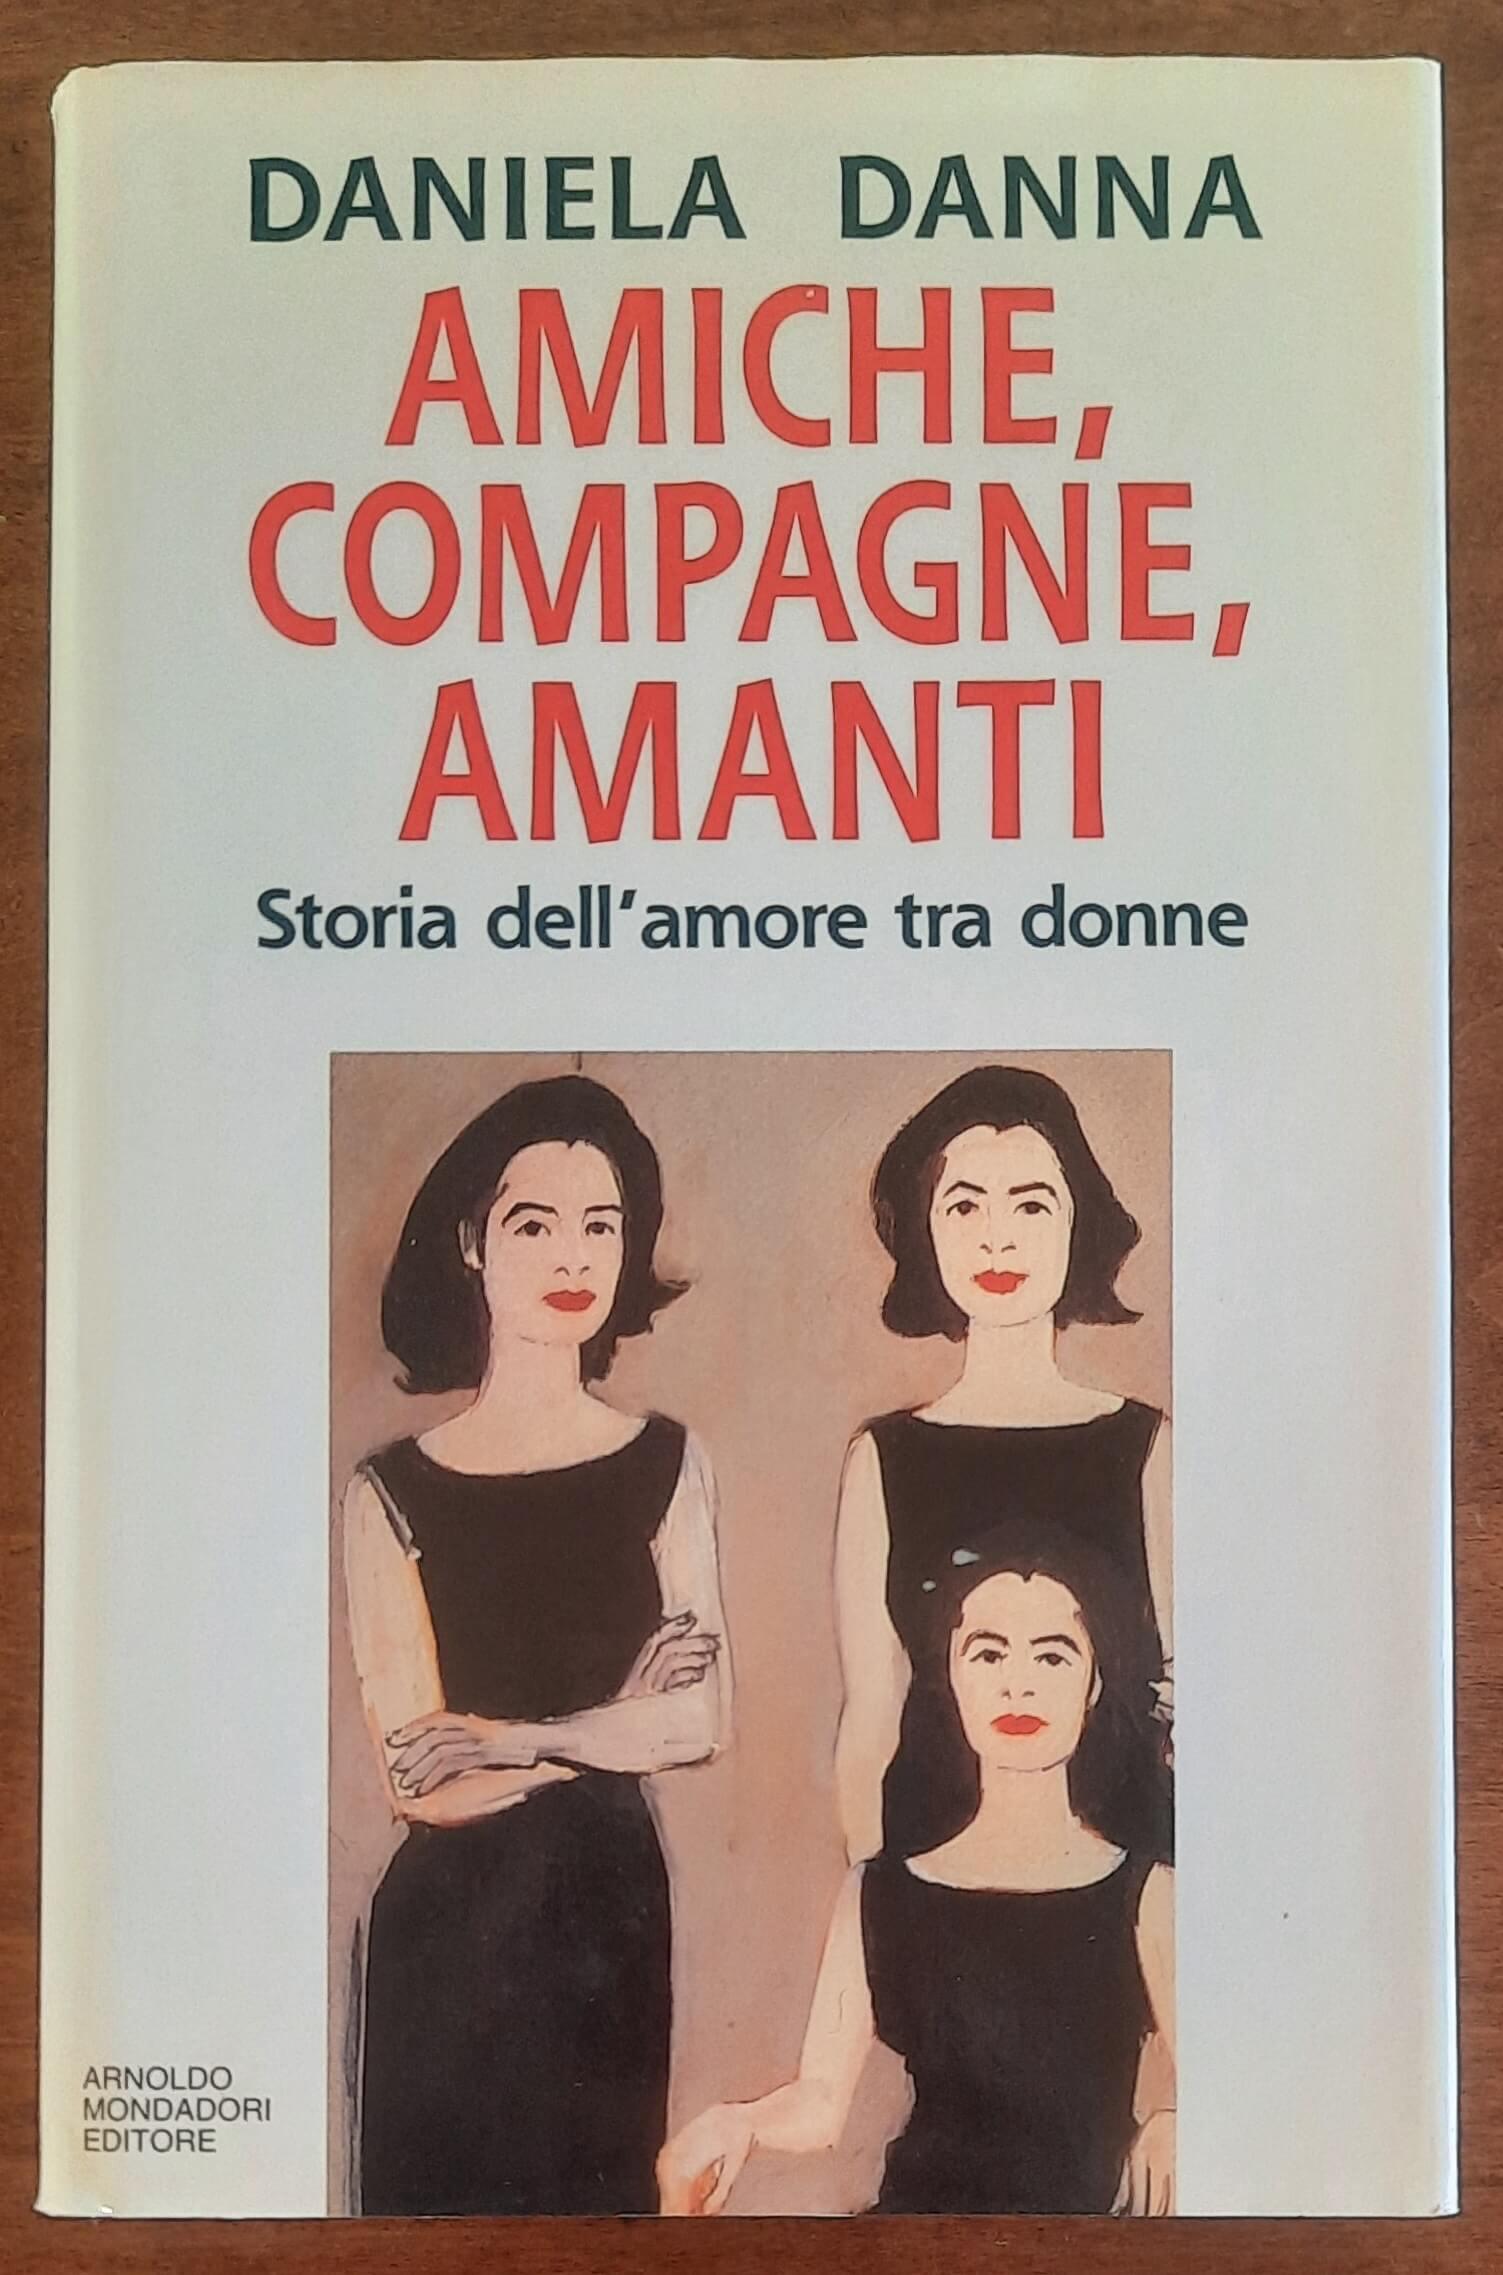 DANIELA DANNA
AMICHE,
COMPAGNE,
AMANTI
Storia dell'amore tra donne
ARNOLDO
MONDADORI
EDITORE